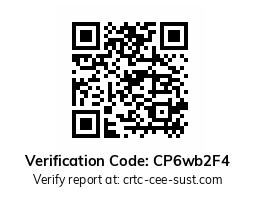 Verification Code: CP6wb2F4
Verify report at: crtc-cee-sust.com